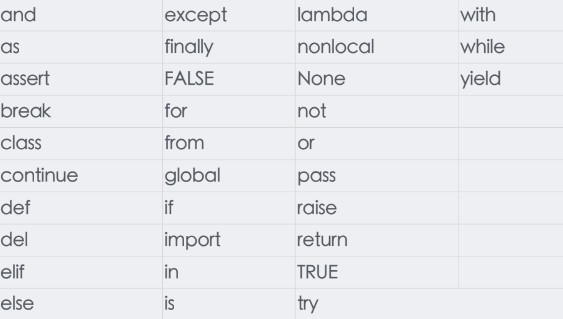 and except lambda with
as finally nonlocal while
assert FALSE None yield
break for not
class from or
continue global pass
def if raise
del import return
elif in TRUE
else is try